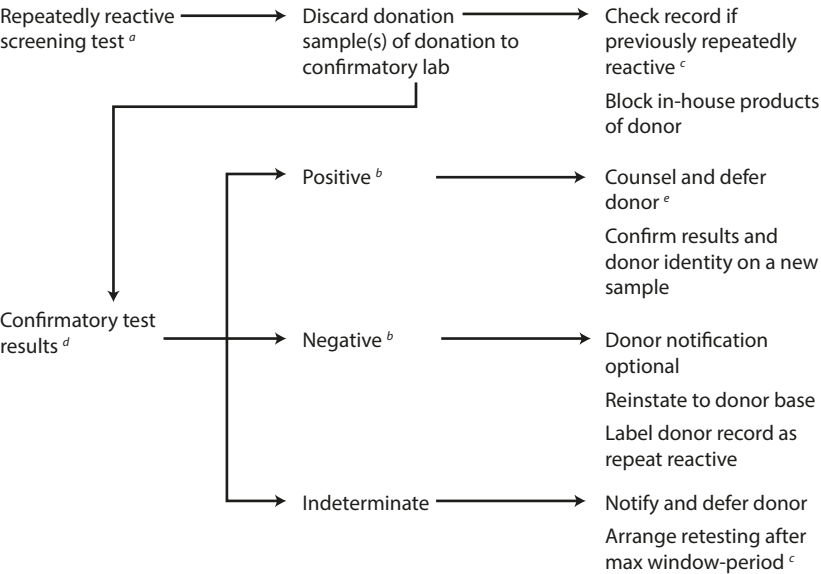 Repeatedly reactive
screening test a
Discard donation
sample(s) of donation to
confirmatory lab
Check record if
previously repeatedly
reactive c
Block in-house products
of donor
Positive b
Counsel and defer
donor e
Confirm results and
donor identity on a new
sample
Confirmatory test
results d
Negative b
Donor notification
optional
Reinstate to donor base
Label donor record as
repeat reactive
Indeterminate
Notify and defer donor
Arrange retesting after
max window-period c